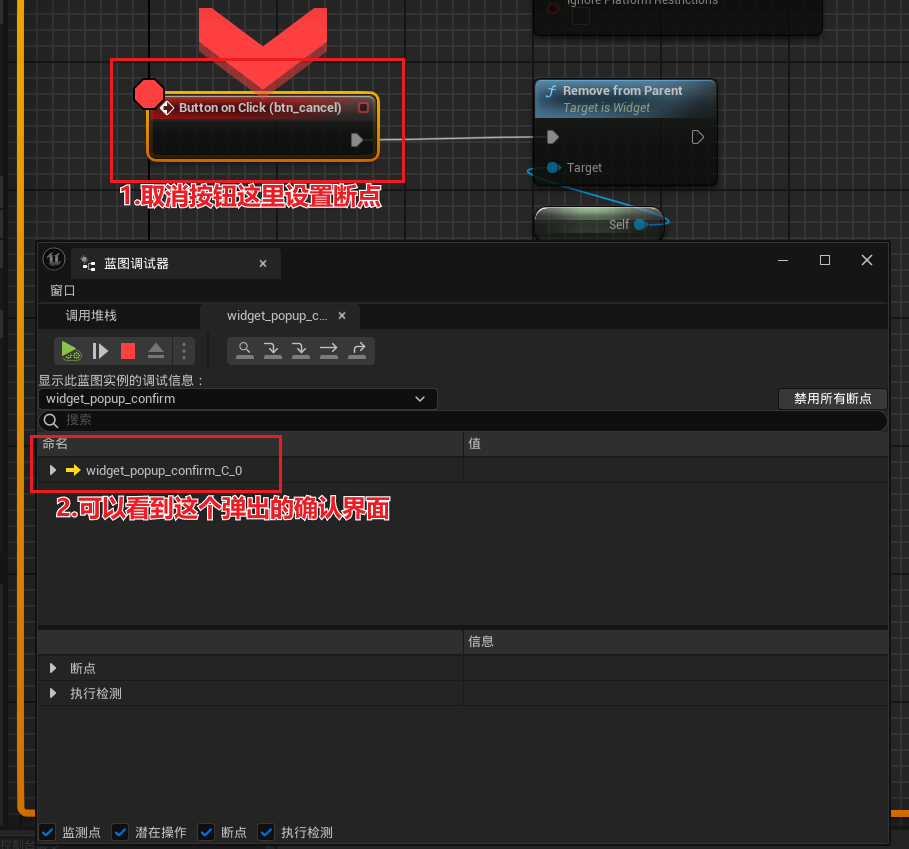 Ignore Platform Restrictions
Button on Click (btn_cancel)
Remove from Parent
Target is Widget
Target
1.取消按钮这里设置断点
Self
蓝图调试器
窗口
调用堆栈
widget_popup_c...
显示此蓝图实例的调试信息：
widget_popup_confirm
禁用所有断点
搜索
命名
值
widget_popup_confirm_C_0
2.可以看到这个弹出的确认界面
信息
断点
执行检测
监测点
潜在操作
断点
执行检测